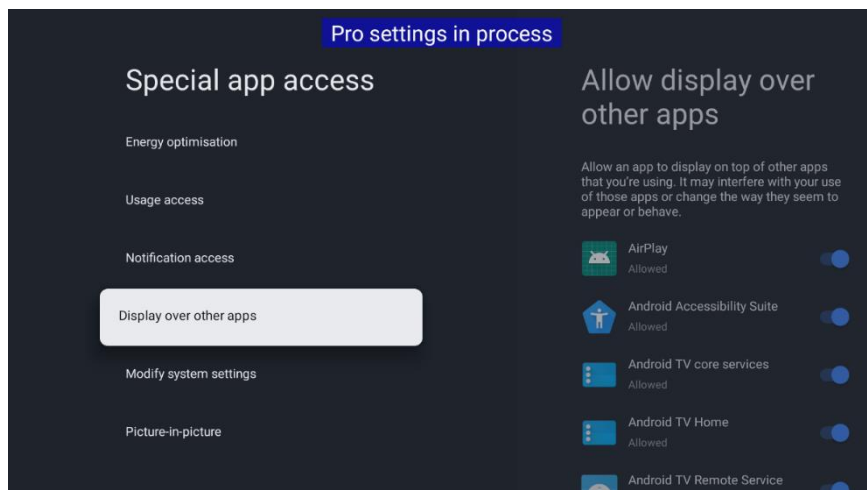 Pro settings in process
Special app access
Energy optimisation
Usage access
Notification access
Display over other apps
Modify system settings
Picture-in-picture
Allow display over
other apps
Allow an app to display on top of other apps
that you're using. It may interfere with your use
of those apps or change the way they seem to
appear or behave.
AirPlay
Allowed
Android Accessibility Suite
Allowed
Android TV core services
Allowed
Android TV Home
Allowed
Android TV Remote Service